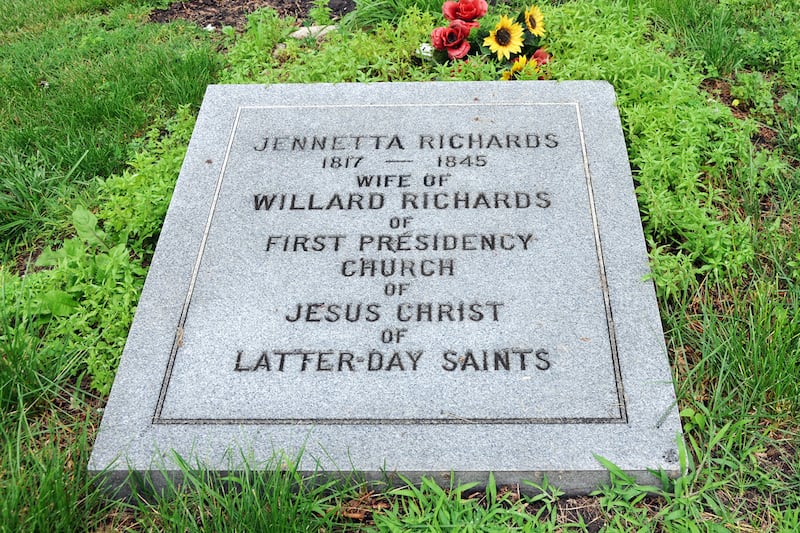 JENNETTA RICHARDS
1817 — 1845
WIFE OF
WILLARD RICHARDS
OF
FIRST PRESIDENCY
CHURCH
OF
JESUS CHRIST
OF
LATTER-DAY SAINTS